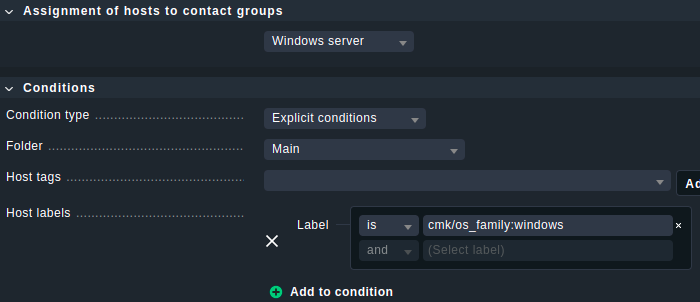 Assignment of hosts to contact groups
Windows server
Conditions
Condition type
Explicit conditions
Folder
Main
Host tags
Host labels
Label
is
cmk/os_family:windows
and
(Select label)
Add to condition